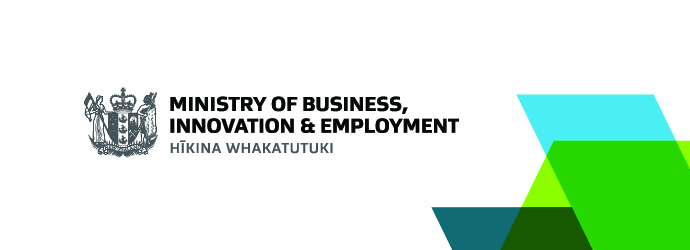 MINISTRY OF BUSINESS,
INNOVATION & EMPLOYMENT
HĪKINA WHAKATUTUKI